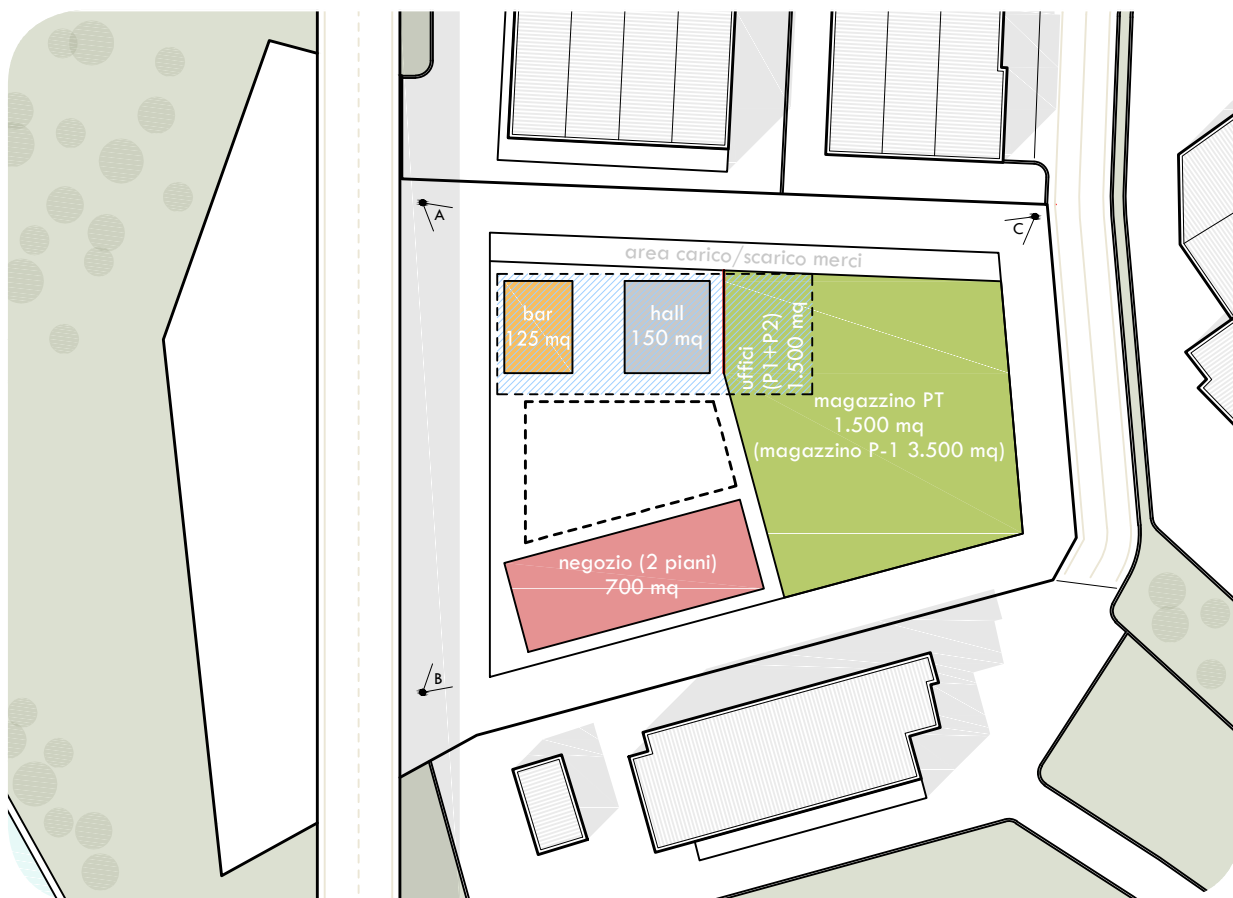 A
C
area carico/scarico merci
bar
125 mq
hall
150 mq
uffici
(P1+P2)
1.500 mq
magazzino PT
1.500 mq
(magazzino P-1 3.500 mq)
negozio (2 piani)
700 mq
B